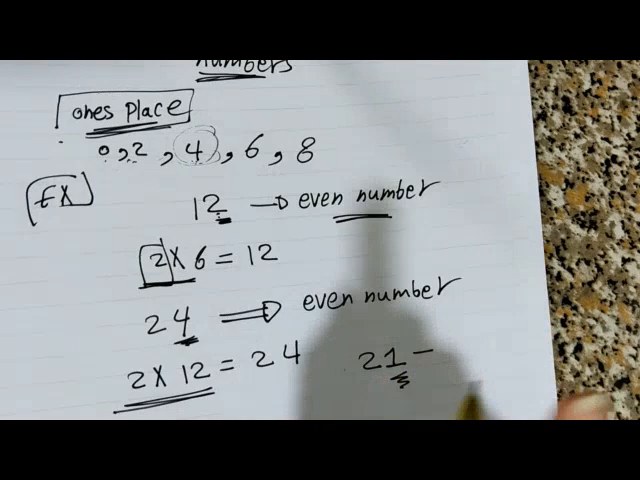 numbers
ones place
0,2,4,6,8
EX
12 → even number
2×6=12
24 ⇒ even number
2×12=24
21-